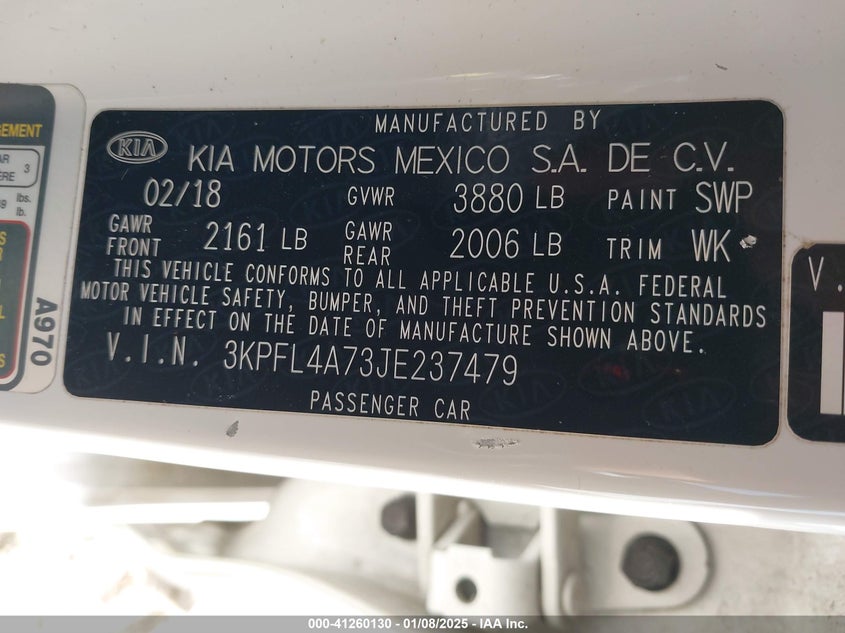 MANUFACTURED BY
KIA KIA MOTORS MEXICO S.A. DE C.V.
02/18 GVWR 3880 LB PAINT SWP
GAWR FRONT 2161 LB GAWR REAR 2006 LB TRIM WK
THIS VEHICLE CONFORMS TO ALL APPLICABLE U.S.A. FEDERAL
MOTOR VEHICLE SAFETY, BUMPER, AND THEFT PREVENTION STANDARDS
IN EFFECT ON THE DATE OF MANUFACTURE SHOWN ABOVE.
V.I.N. 3KPFL4A73JE237479
PASSENGER CAR
A970
3
lbs.
lb.
V.
000-41260130 - 01/08/2025 - IAA Inc.